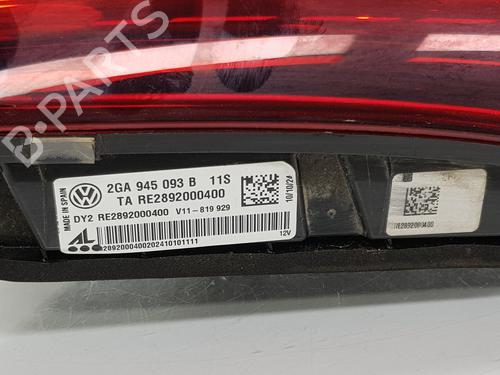 B-PARTS
MADE IN SPAIN
2GA 945 093 B 11S
TA RE2892000400
DY2 RE2892000400 V11-819 929
10/10/24
AL
2892000400202410101111
12V
RE2892000400